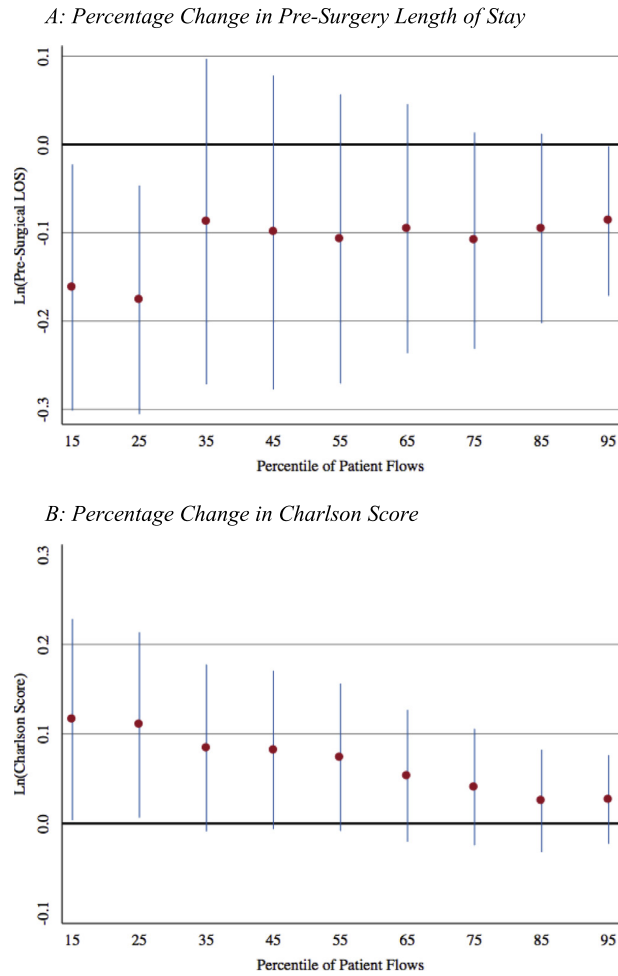 A: Percentage Change in Pre-Surgery Length of Stay
0.1
0.0
-0.1
-0.2
-0.3
Ln(Pre-Surgical LOS)
15 25 35 45 55 65 75 85 95
Percentile of Patient Flows
B: Percentage Change in Charlson Score
0.3
0.2
0.1
0.0
-0.1
Ln(Charlson Score)
15 25 35 45 55 65 75 85 95
Percentile of Patient Flows